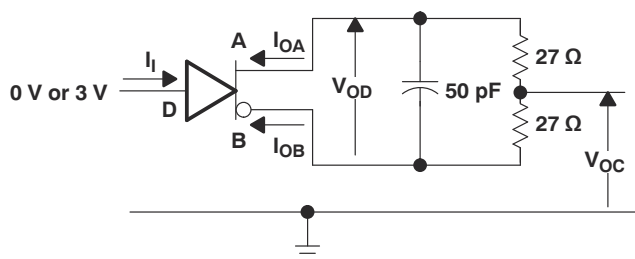 A
I_OA
I_I
27 Ω
0 V or 3 V
V_OD
50 pF
D
27 Ω
B
I_OB
V_OC